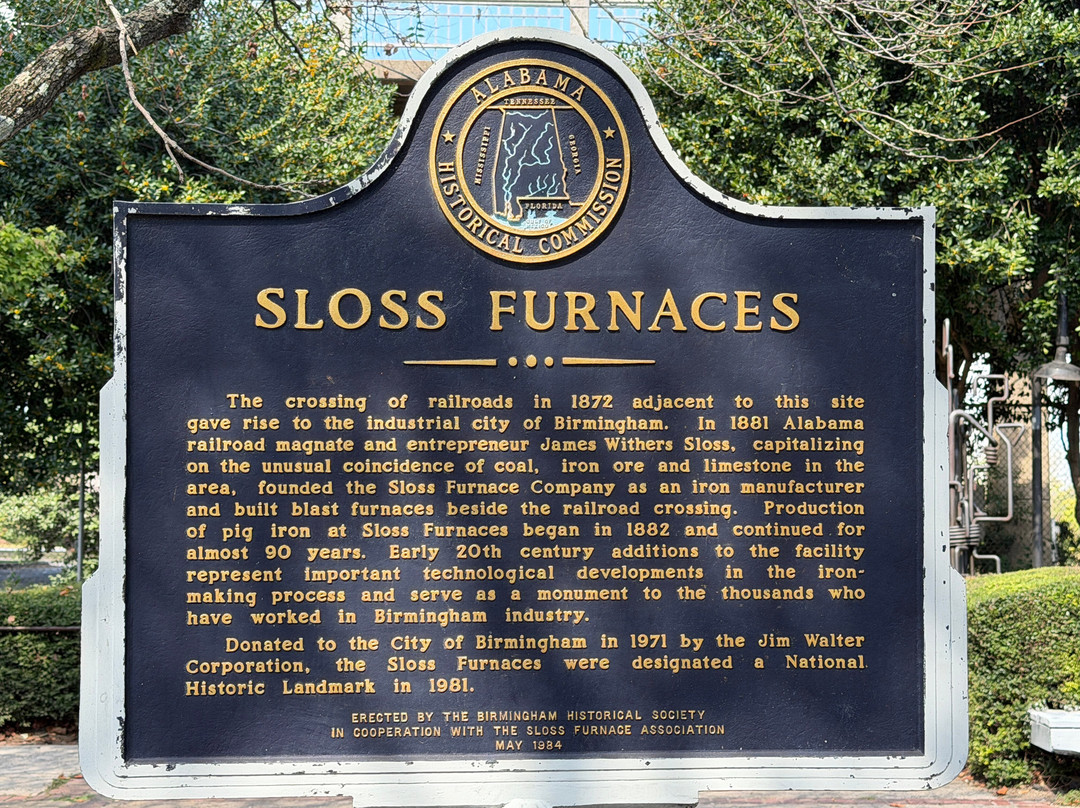 ALABAMA
HISTORICAL COMMISSION
TENNESSEE
MISSISSIPPI
GEORGIA
FLORIDA
SLOSS FURNACES
The crossing of railroads in 1872 adjacent to this site
gave rise to the industrial city of Birmingham. In 1881 Alabama
railroad magnate and entrepreneur James Withers Sloss, capitalizing
on the unusual coincidence of coal, iron ore and limestone in the
area, founded the Sloss Furnace Company as an iron manufacturer
and built blast furnaces beside the railroad crossing. Production
of pig iron at Sloss Furnaces began in 1882 and continued for
almost 90 years. Early 20th century additions to the facility
represent important technological developments in the iron-
making process and serve as a monument to the thousands who
have worked in Birmingham industry.
Donated to the City of Birmingham in 1971 by the Jim Walter
Corporation, the Sloss Furnaces were designated a National
Historic Landmark in 1981.
ERECTED BY THE BIRMINGHAM HISTORICAL SOCIETY
IN COOPERATION WITH THE SLOSS FURNACE ASSOCIATION
MAY 1984